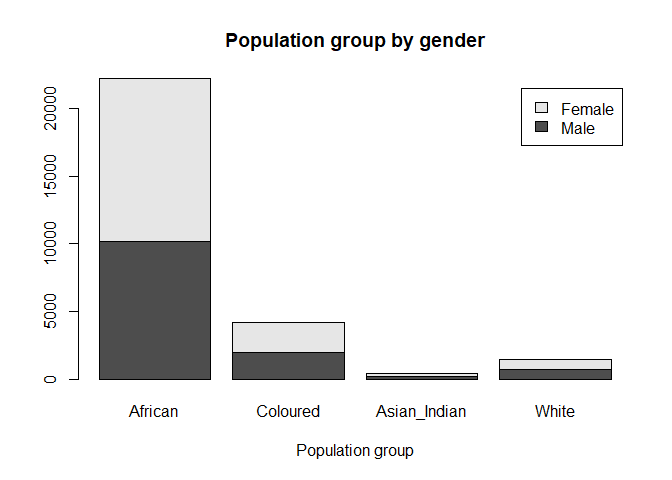 Population group by gender
Female
Male
20000
15000
10000
5000
0
African Coloured Asian_Indian White
Population group